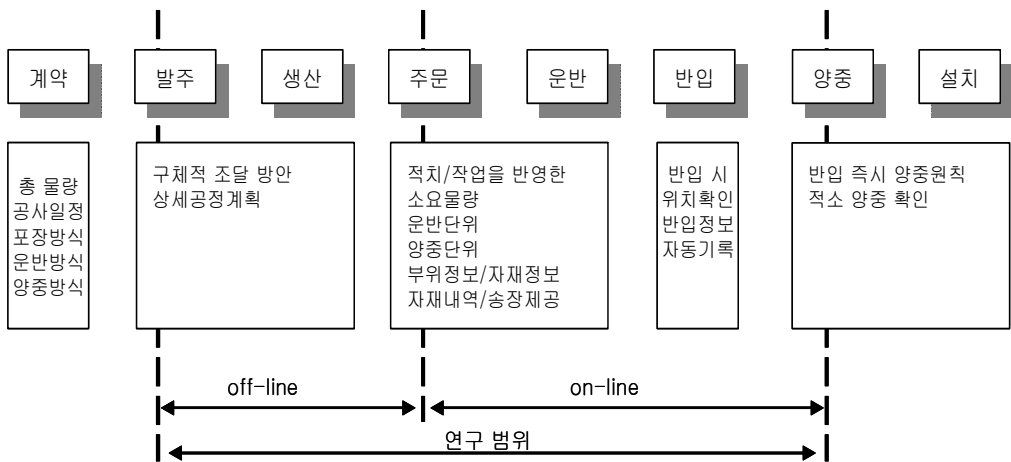 계약
발주
생산
주문
운반
반입
양중
설치
총 물량
공사일정
포장방식
운반방식
양중방식
구체적 조달 방안
상세공정계획
적치/작업을 반영한
소요물량
운반단위
양중단위
부위정보/자재정보
자재내역/송장제공
반입 시
위치확인
반입정보
자동기록
반입 즉시 양중원칙
적소 양중 확인
off-line
on-line
연구 범위